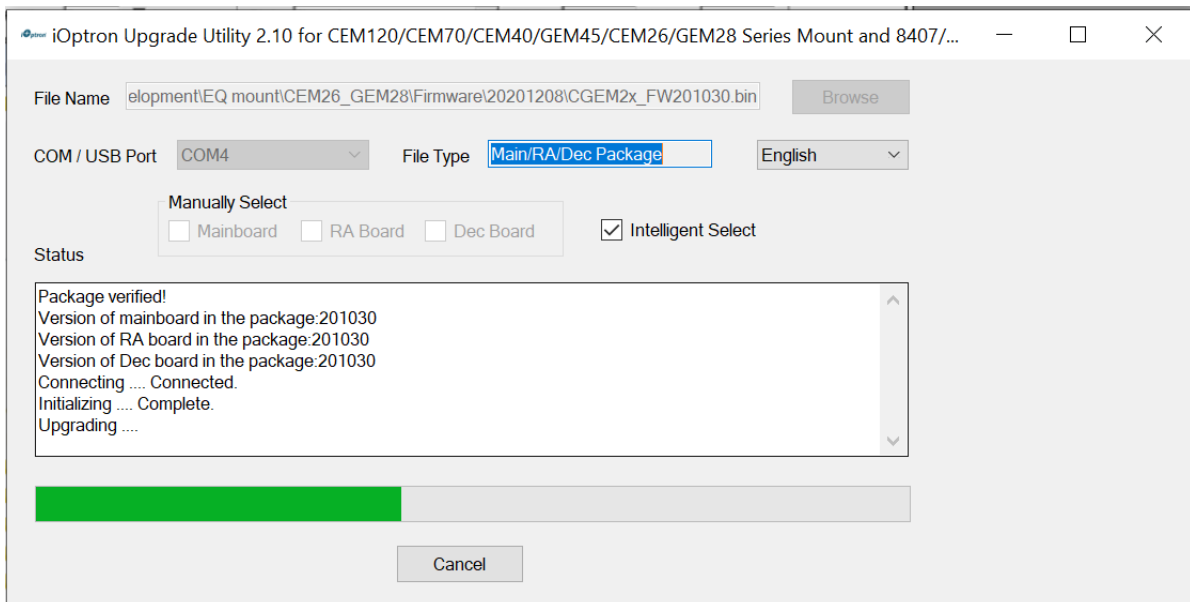 iOptron iOptron Upgrade Utility 2.10 for CEM120/CEM70/CEM40/GEM45/CEM26/GEM28 Series Mount and 8407/...
File Name elopment\EQ mount\CEM26_GEM28\Firmware\20201208\CGEM2x_FW201030.bin Browse
COM / USB Port COM4 File Type Main/RA/Dec Package English
Manually Select
Mainboard RA Board Dec Board Intelligent Select
Status
Package verified!
Version of mainboard in the package:201030
Version of RA board in the package:201030
Version of Dec board in the package:201030
Connecting .... Connected.
Initializing .... Complete.
Upgrading ....
Cancel